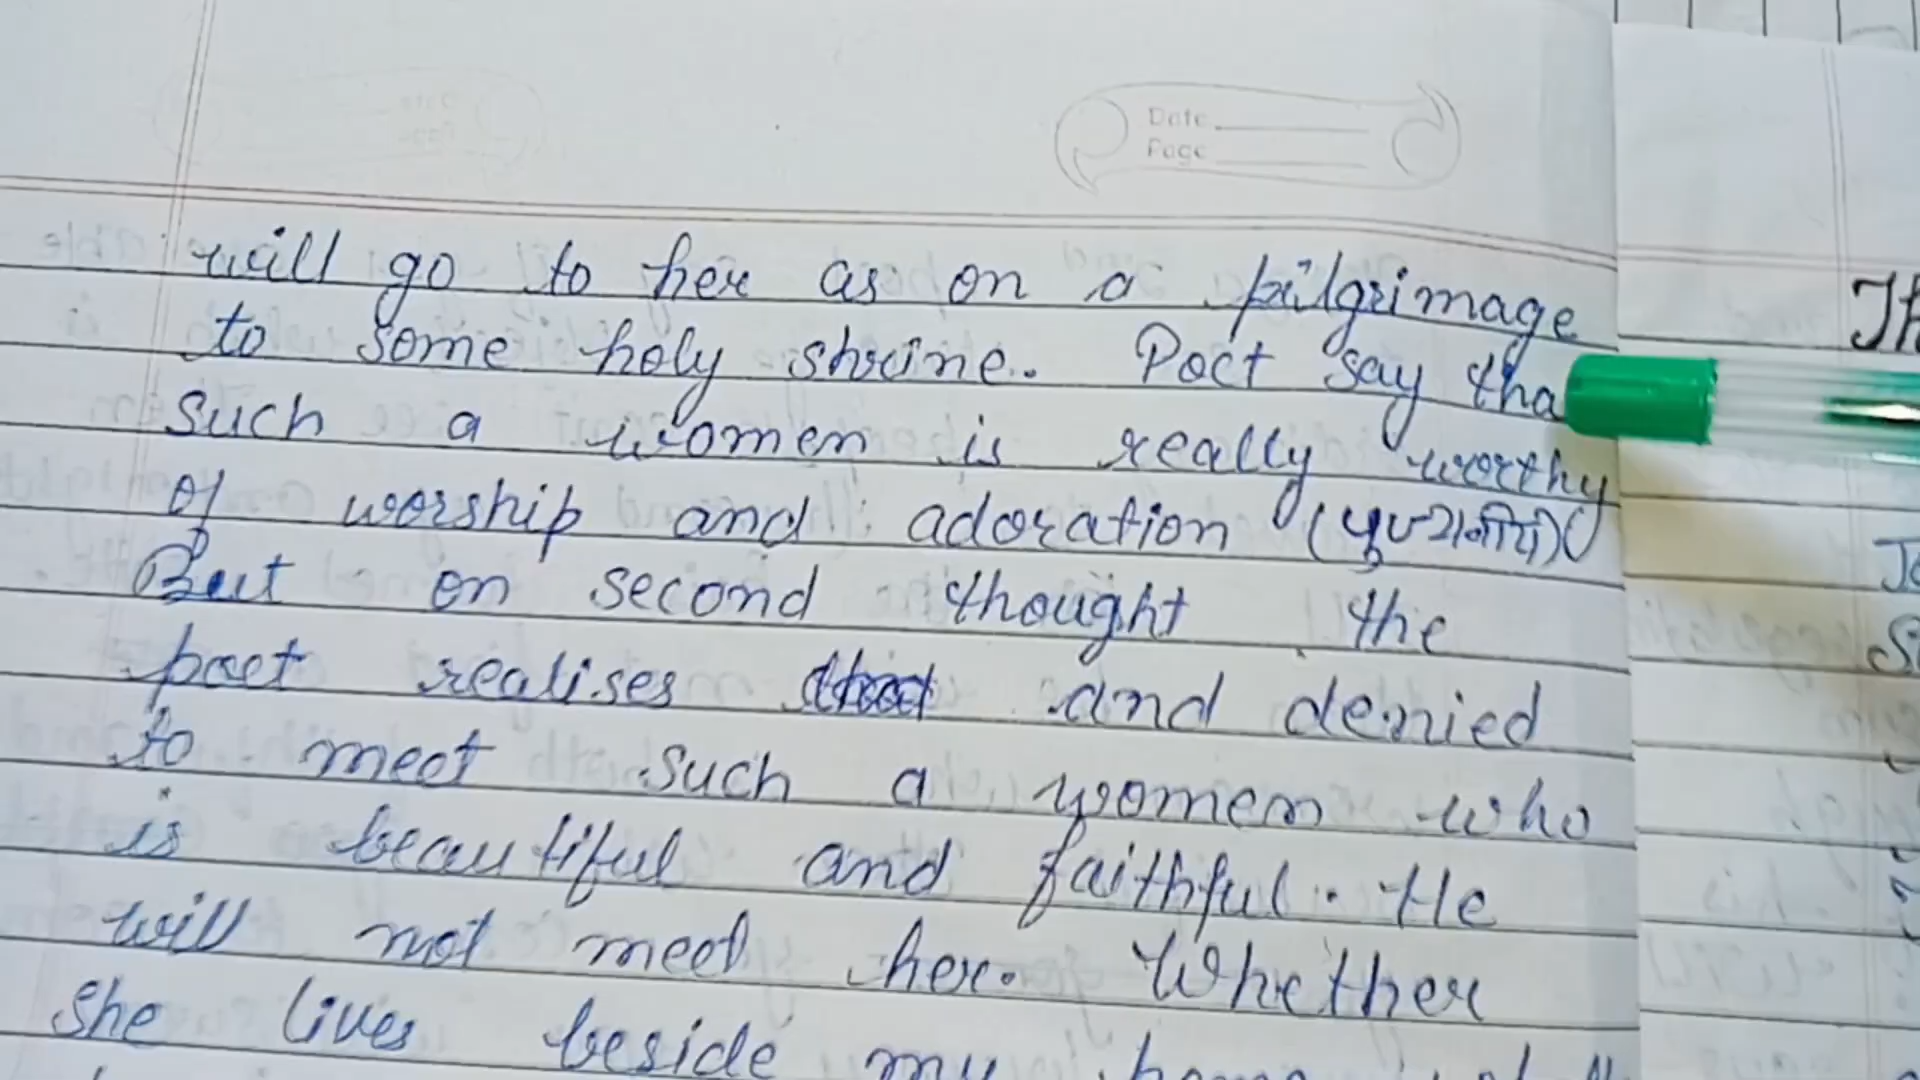 Date
Page
will go to her as on a pilgrimage
to some holy shrine. Poet say tha
such a women is really worthy
of worship and adoration (पुज्यनीय)
But on second thought the
poet realises and denied
to meet such a women who
is beautiful and faithful. He
will not meet her. Whether
she lives beside my